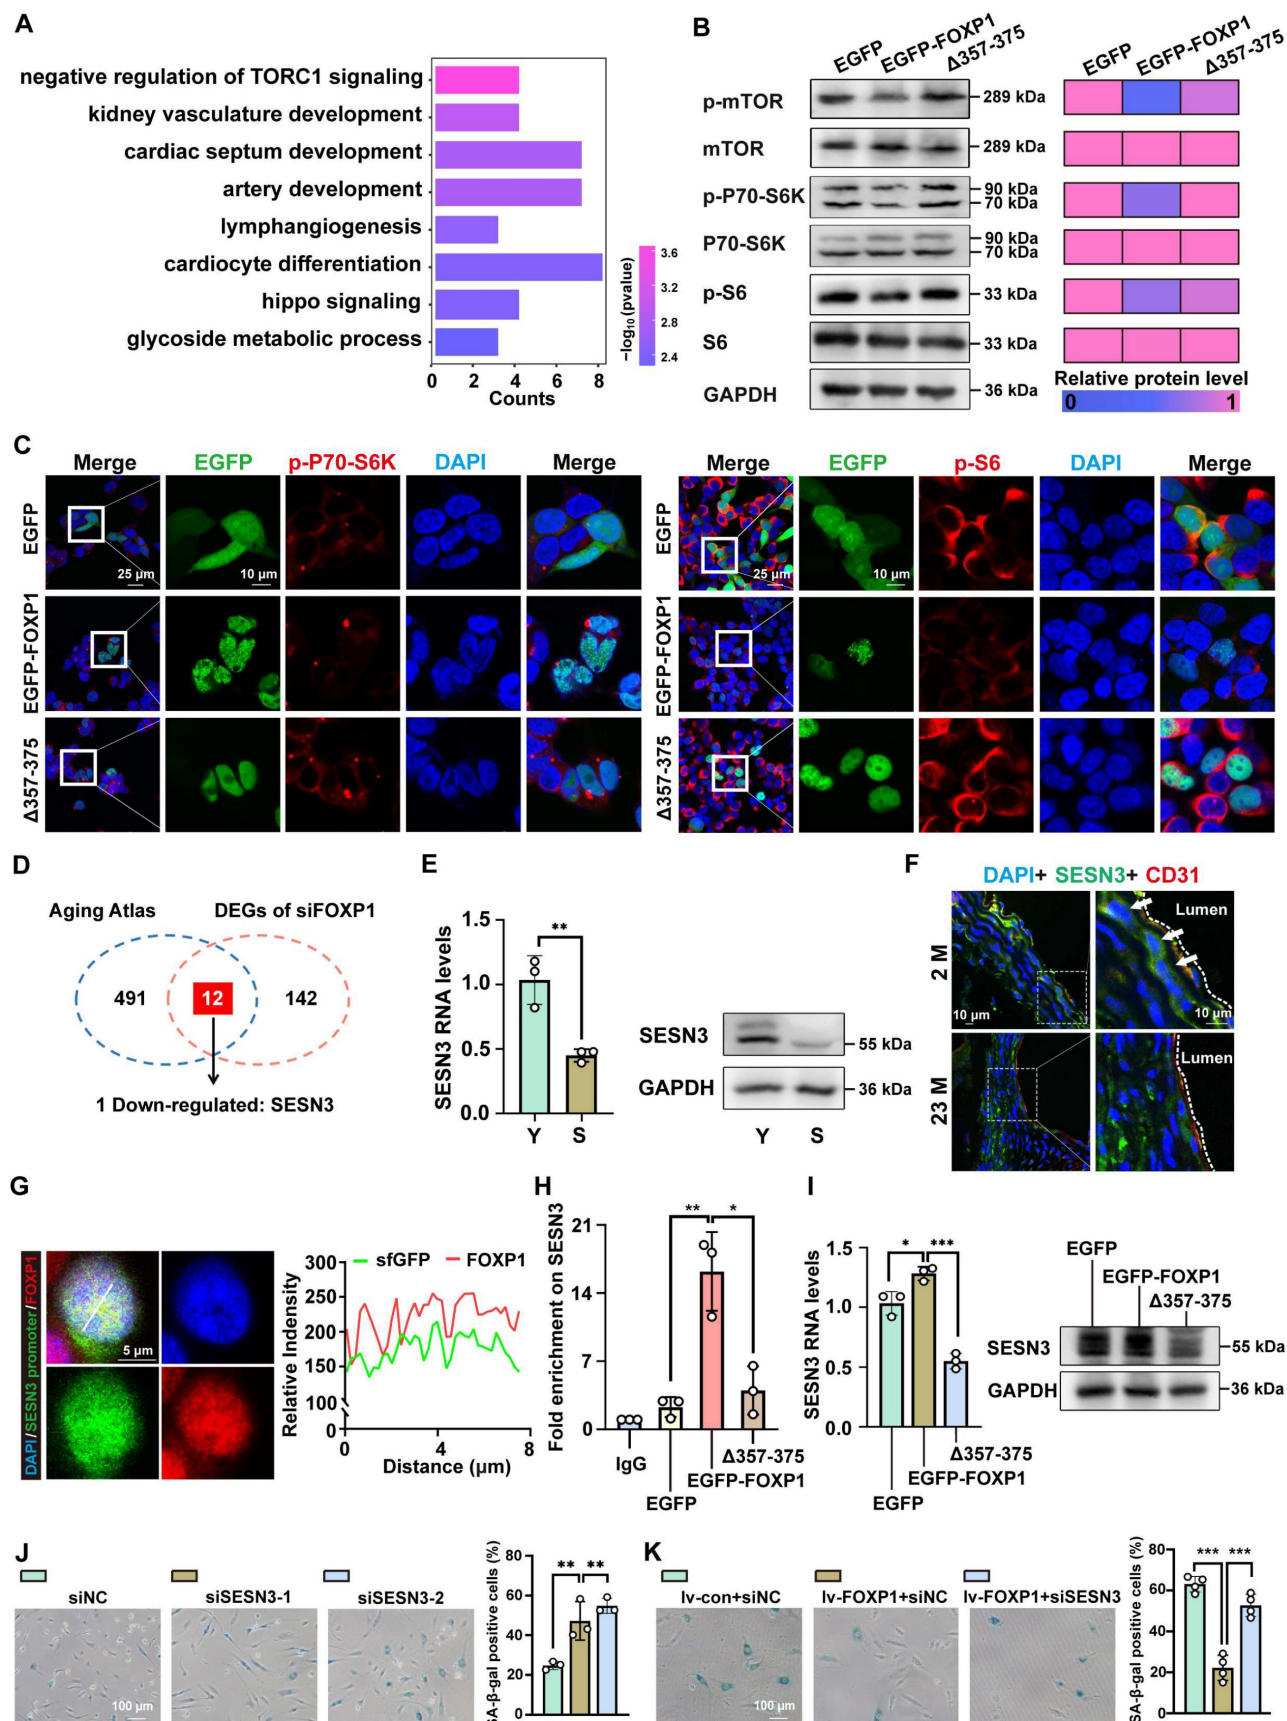 A
negative regulation of TORC1 signaling
kidney vasculature development
cardiac septum development
artery development
lymphangiogenesis
cardiocyte differentiation
hippo signaling
glycoside metabolic process
0 2 4 6 8
Counts
−log10 (pvalue)
3.6
3.2
2.8
2.4
B
EGFP EGFP-FOXP1 Δ357-375
EGFP EGFP-FOXP1 Δ357-375
p-mTOR 289 kDa
mTOR 289 kDa
p-P70-S6K 90 kDa
70 kDa
P70-S6K 90 kDa
70 kDa
p-S6 33 kDa
S6 33 kDa
GAPDH 36 kDa
Relative protein level
0 1
C
Merge EGFP p-P70-S6K DAPI Merge
Merge EGFP p-S6 DAPI Merge
EGFP
25 µm
10 µm
EGFP
25 µm
10 µm
EGFP-FOXP1
EGFP-FOXP1
Δ357-375
Δ357-375
D
Aging Atlas DEGs of siFOXP1
491 12 142
1 Down-regulated: SESN3
E
SESN3 RNA levels
1.5
1.0
0.5
0.0
**
Y S
SESN3 55 kDa
GAPDH 36 kDa
Y S
F
DAPI+ SESN3+ CD31
2 M
10 µm
Lumen
10 µm
23 M
Lumen
G
DAPI/SESN3 promoter/FOXP1
5 µm
sfGFP FOXP1
Relative Indensity
300
250
200
150
100
0
0 4 8
Distance (µm)
H
Fold enrichment on SESN3
21
14
7
0
** *
IgG
EGFP
EGFP-FOXP1
Δ357-375
I
SESN3 RNA levels
1.5
1.0
0.5
0.0
* ***
Δ357-375
EGFP-FOXP1
EGFP
EGFP
EGFP-FOXP1
Δ357-375
SESN3 55 kDa
GAPDH 36 kDa
J
siNC siSESN3-1 siSESN3-2
100 µm
SA-β-gal positive cells (%)
80
60
40
20
0
** **
K
lv-con+siNC lv-FOXP1+siNC lv-FOXP1+siSESN3
100 µm
SA-β-gal positive cells (%)
80
60
40
20
0
*** ***